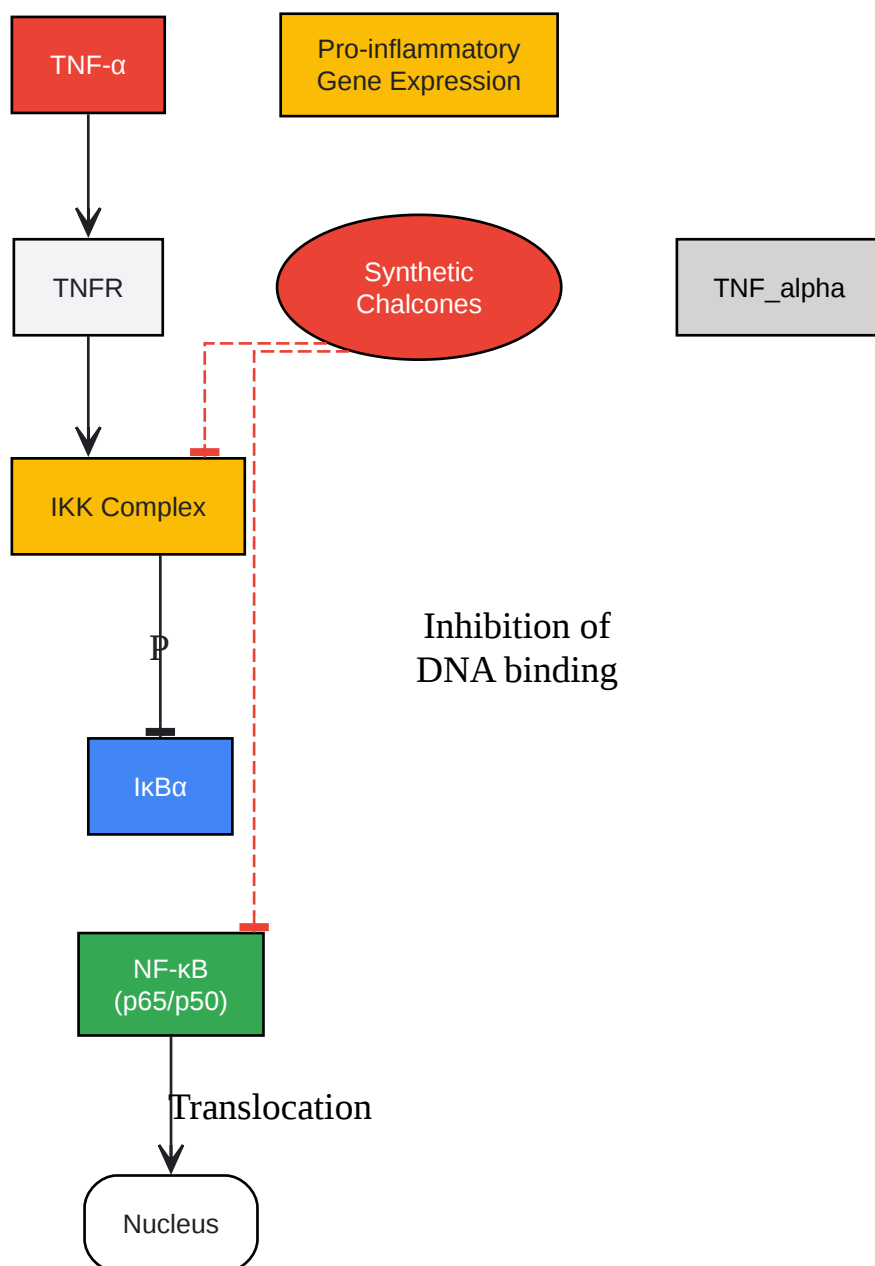 TNF-α
Pro-inflammatory
Gene Expression
TNFR
Synthetic
Chalcones
TNF_alpha
IKK Complex
Inhibition of
DNA binding
P
IκBα
NF-κB
(p65/p50)
Translocation
Nucleus